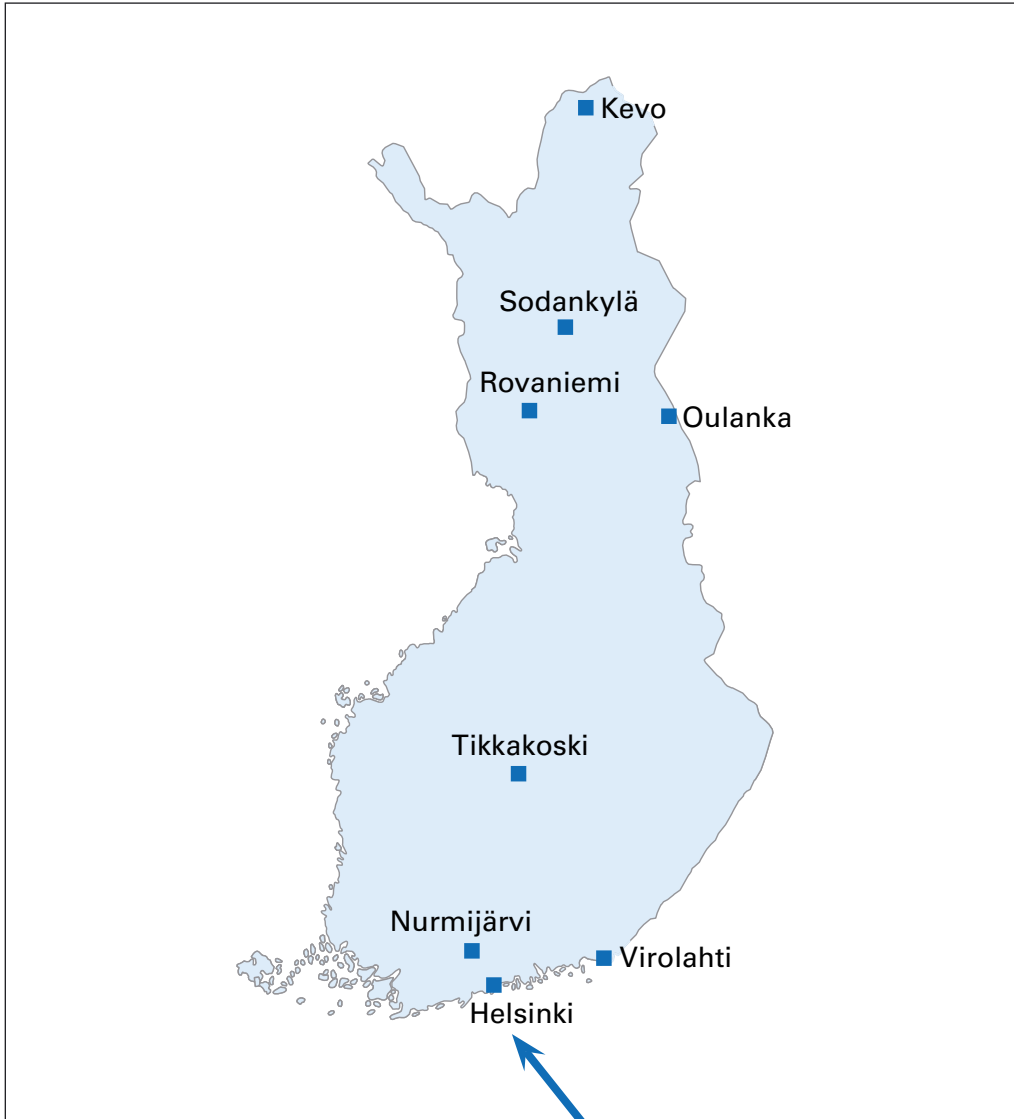 Kevo
Sodankylä
Rovaniemi
Oulanka
Tikkakoski
Nurmijärvi
Virolahti
Helsinki